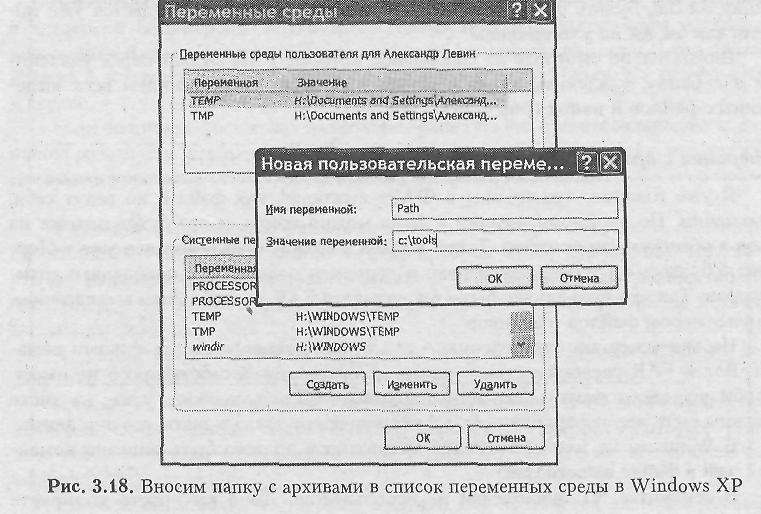 Переменные среды
Переменные среды пользователя для Александр Левин
Переменная Значение
TEMP H:\Documents and Settings\Александ...
TMP H:\Documents and Settings\Александ...
Новая пользовательская переме...
Имя переменной: Path
Значение переменной: c:\tools
OK Отмена
Системные пе
Переменная
PROCESSOR
PROCESSOR
TEMP H:\WINDOWS\TEMP
TMP H:\WINDOWS\TEMP
windir H:\WINDOWS
Создать Изменить Удалить
OK Отмена
Рис. 3.18. Вносим папку с архивами в список переменных среды в Windows XP